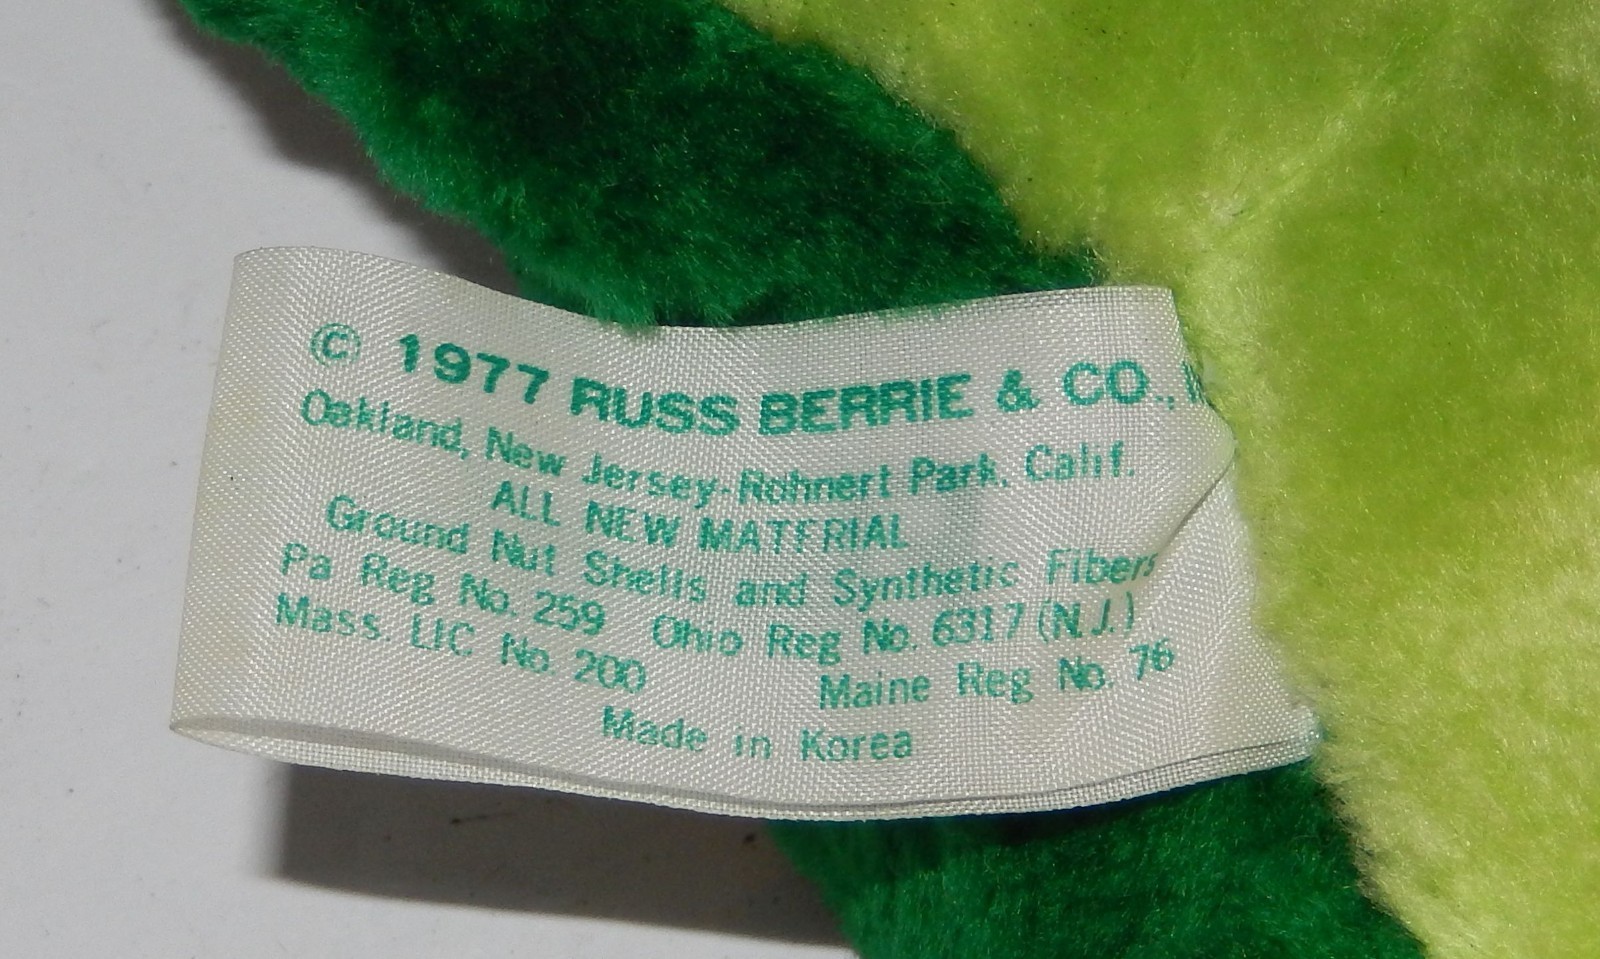 © 1977 RUSS BERRIE & CO.,
Oakland, New Jersey-Rohnert Park, Calif.
ALL NEW MATERIAL
Ground Nut Shells and Synthetic Fibers
Pa Reg No. 259 Ohio Reg No. 6317 (N.J.)
Mass. LIC No. 200 Maine Reg No. 76
Made in Korea